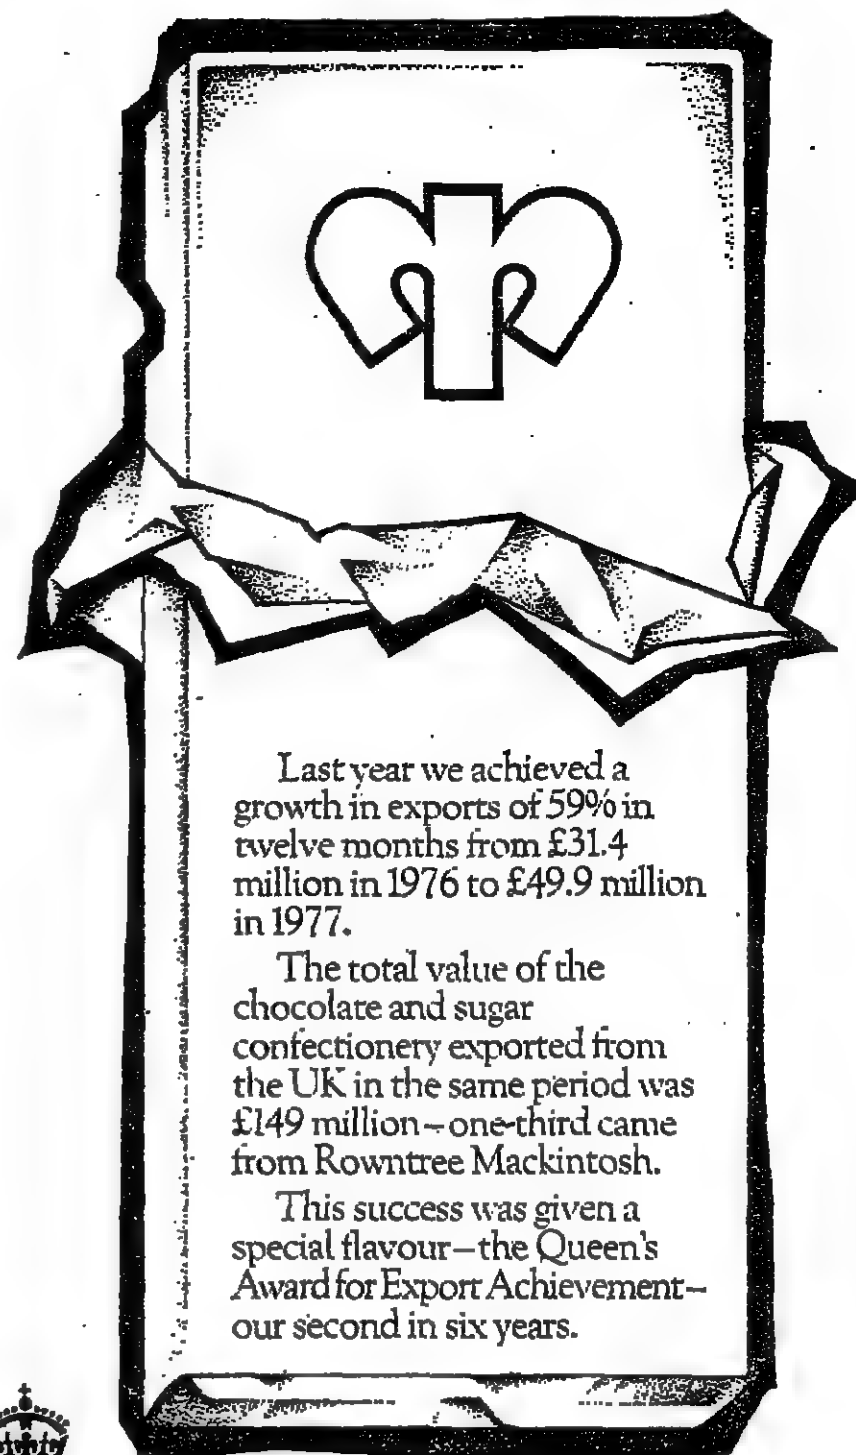 Last year we achieved a
growth in exports of 59% in
twelve months from £31.4
million in 1976 to £49.9 million
in 1977.
The total value of the
chocolate and sugar
confectionery exported from
the UK in the same period was
£149 million—one-third came
from Rowntree Mackintosh.
This success was given a
special flavour—the Queen's
Award for Export Achievement—
our second in six years.